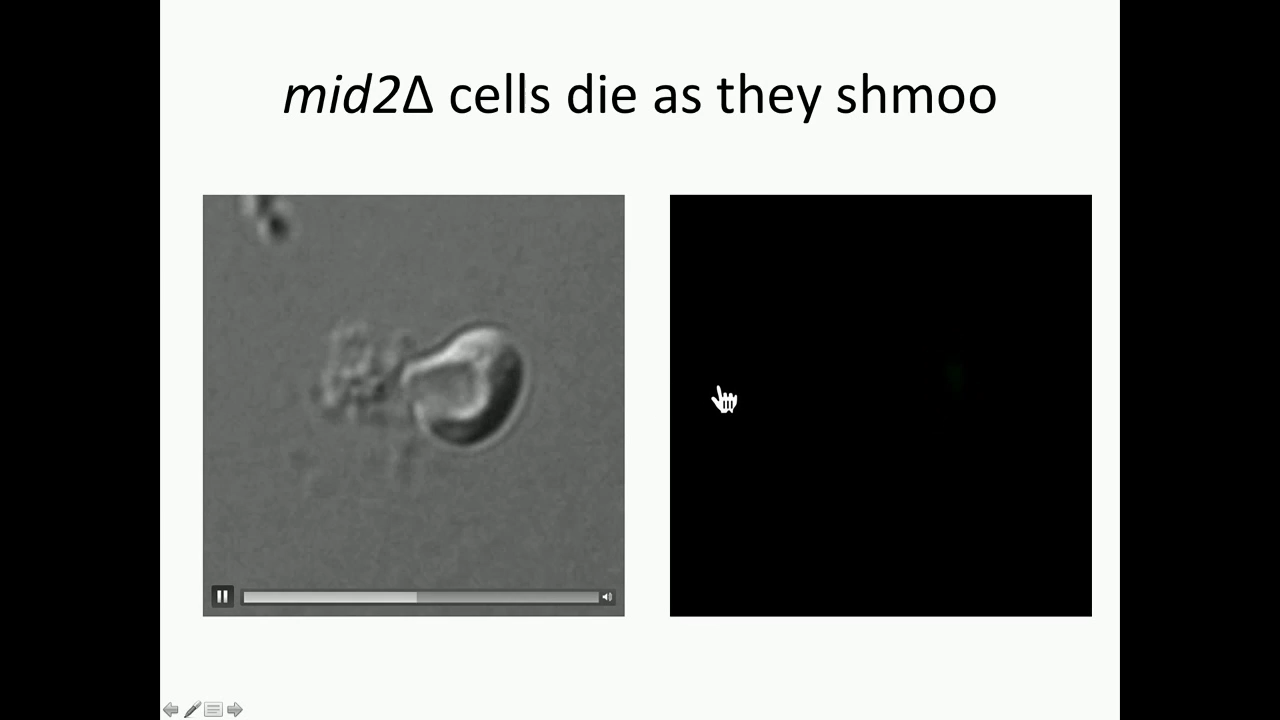 mid2Δ cells die as they shmoo